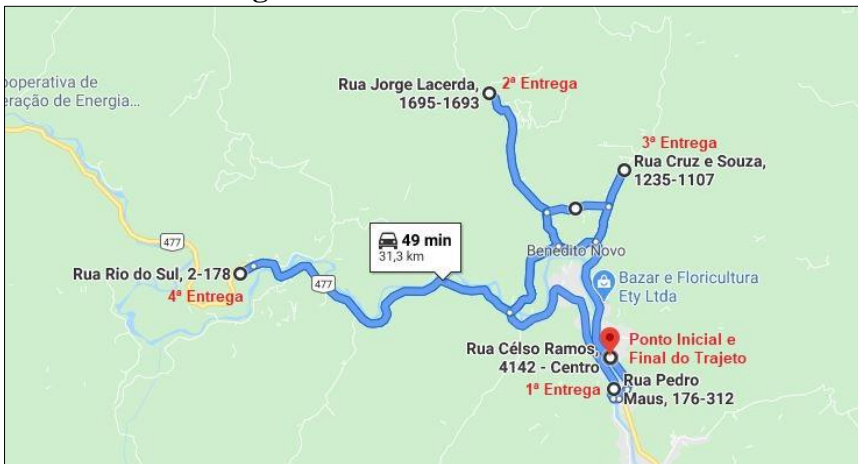 ooperativa de
eração de Energia...
Rua Jorge Lacerda,
1695-1693
2ª Entrega
3ª Entrega
Rua Cruz e Souza,
1235-1107
477
49 min
31,3 km
Benedito Novo
Rua Rio do Sul, 2-178
4ª Entrega
477
Bazar e Floricultura
Ety Ltda
Ponto Inicial e
Final do Trajeto
Rua Célso Ramos,
4142 - Centro
1ª Entrega
Rua Pedro
Maus, 176-312